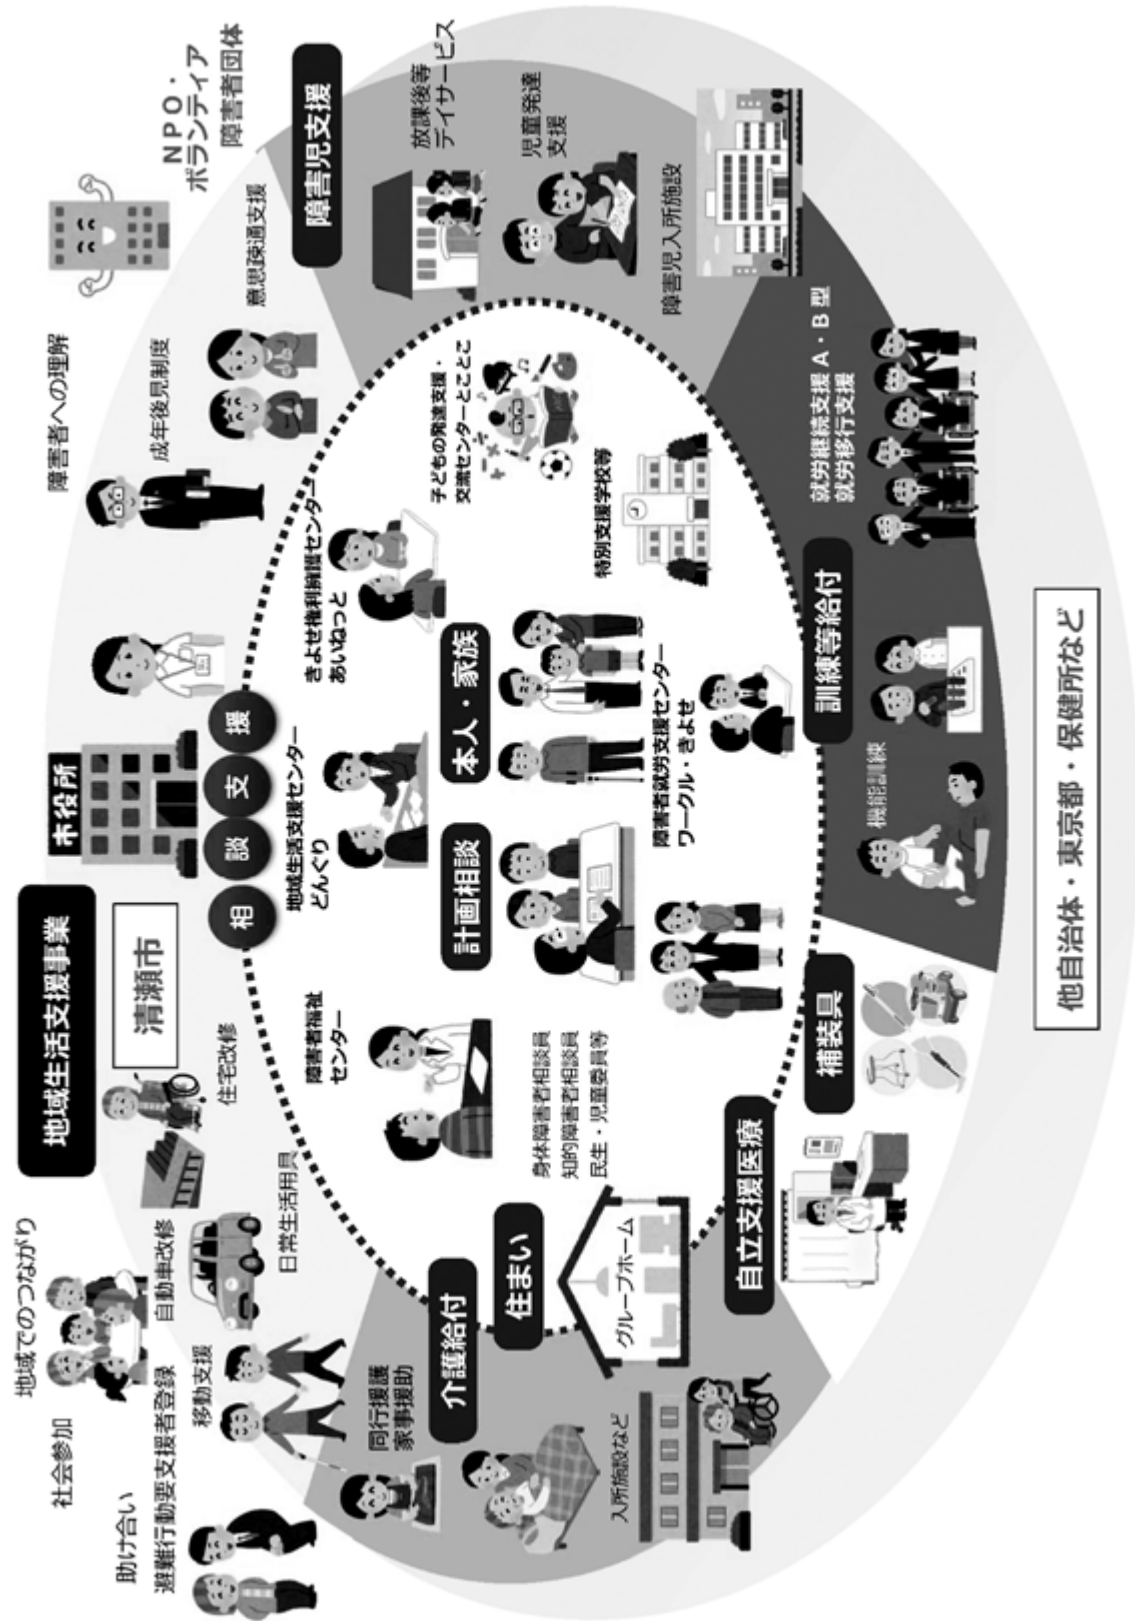 地域でのつながり
社会参加
助け合い
避難行動要支援者登録
移動支援
自動車改修
日常生活用具
住宅改修
地域生活支援事業
清瀬市
市役所
相談支援
障害者への理解
成年後見制度
意思疎通支援
NPO・
ボランティア
障害者団体
障害児支援
放課後等
デイサービス
児童発達
支援
障害児入所施設
介護給付
同行援護
家事援助
入所施設など
住まい
グループホーム
障害者福祉
センター
地域生活支援センター
どんぐり
きよせ権利擁護センター
あいねっと
子どもの発達支援・
交流センターとことこ
特別支援学校等
計画相談
本人・家族
身体障害者相談員
知的障害者相談員
民生・児童委員等
障害者就労支援センター
ワークル・きよせ
自立支援医療
補装具
訓練等給付
機能訓練
就労継続支援 A・B 型
就労移行支援
他自治体・東京都・保健所など